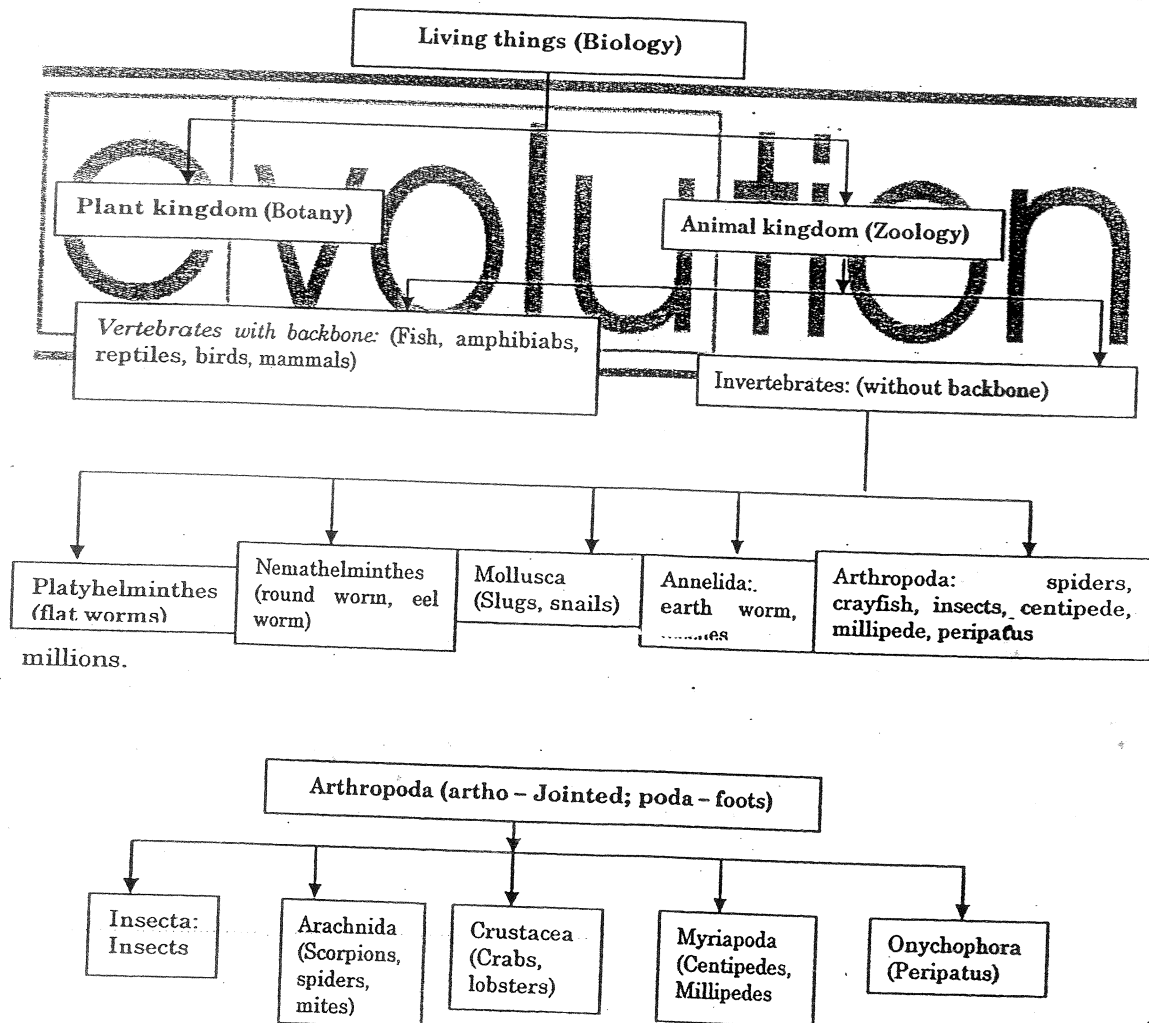 Living things (Biology)
evolution
Plant kingdom (Botany)
Animal kingdom (Zoology)
Vertebrates with backbone: (Fish, amphibiabs,
reptiles, birds, mammals)
Invertebrates: (without backbone)
Platyhelminthes
(flat worms)
Nemathelminthes
(round worm, eel
worm)
Mollusca
(Slugs, snails)
Annelida:.
earth worm,
Arthropoda: spiders,
crayfish, insects, centipede,
millipede, peripatus
millions.
Arthropoda (artho – Jointed; poda – foots)
Insecta:
Insects
Arachnida
(Scorpions,
spiders,
mites)
Crustacea
(Crabs,
lobsters)
Myriapoda
(Centipedes,
Millipedes
Onychophora
(Peripatus)